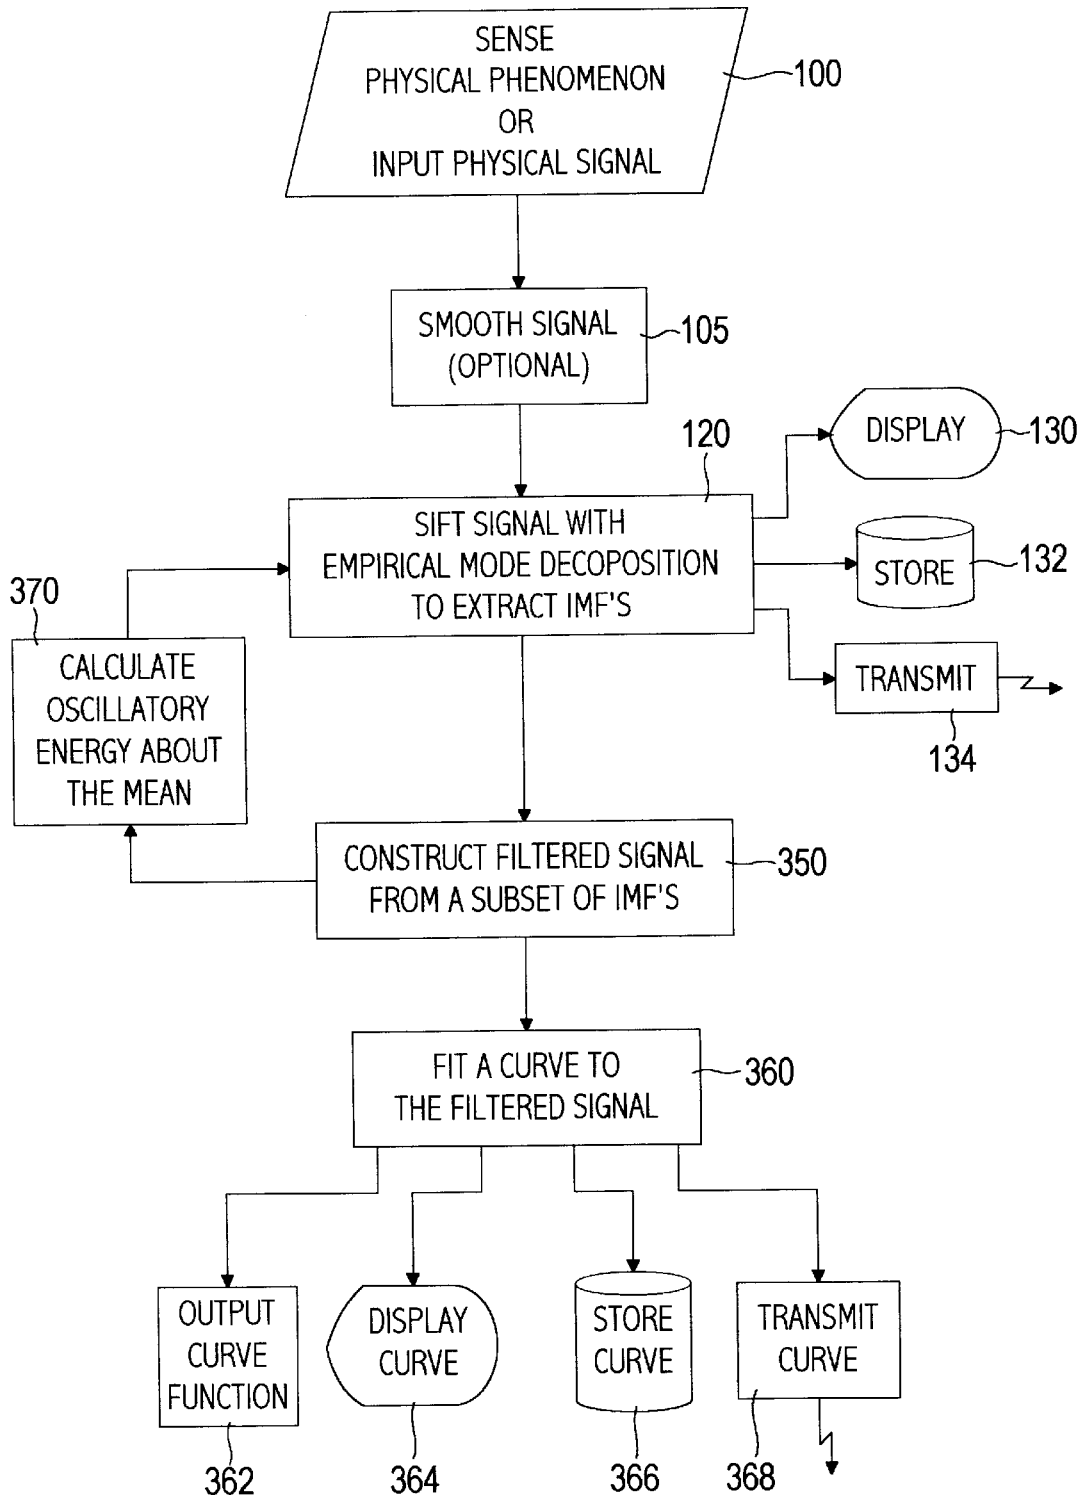 SENSE
PHYSICAL PHENOMENON
OR
INPUT PHYSICAL SIGNAL
100
SMOOTH SIGNAL
(OPTIONAL)
105
120
DISPLAY
130
SIFT SIGNAL WITH
EMPIRICAL MODE DECOPOSITION
TO EXTRACT IMF'S
STORE
132
370
CALCULATE
OSCILLATORY
ENERGY ABOUT
THE MEAN
TRANSMIT
134
CONSTRUCT FILTERED SIGNAL
FROM A SUBSET OF IMF'S
350
FIT A CURVE TO
THE FILTERED SIGNAL
360
OUTPUT
CURVE
FUNCTION
362
DISPLAY
CURVE
364
STORE
CURVE
366
TRANSMIT
CURVE
368